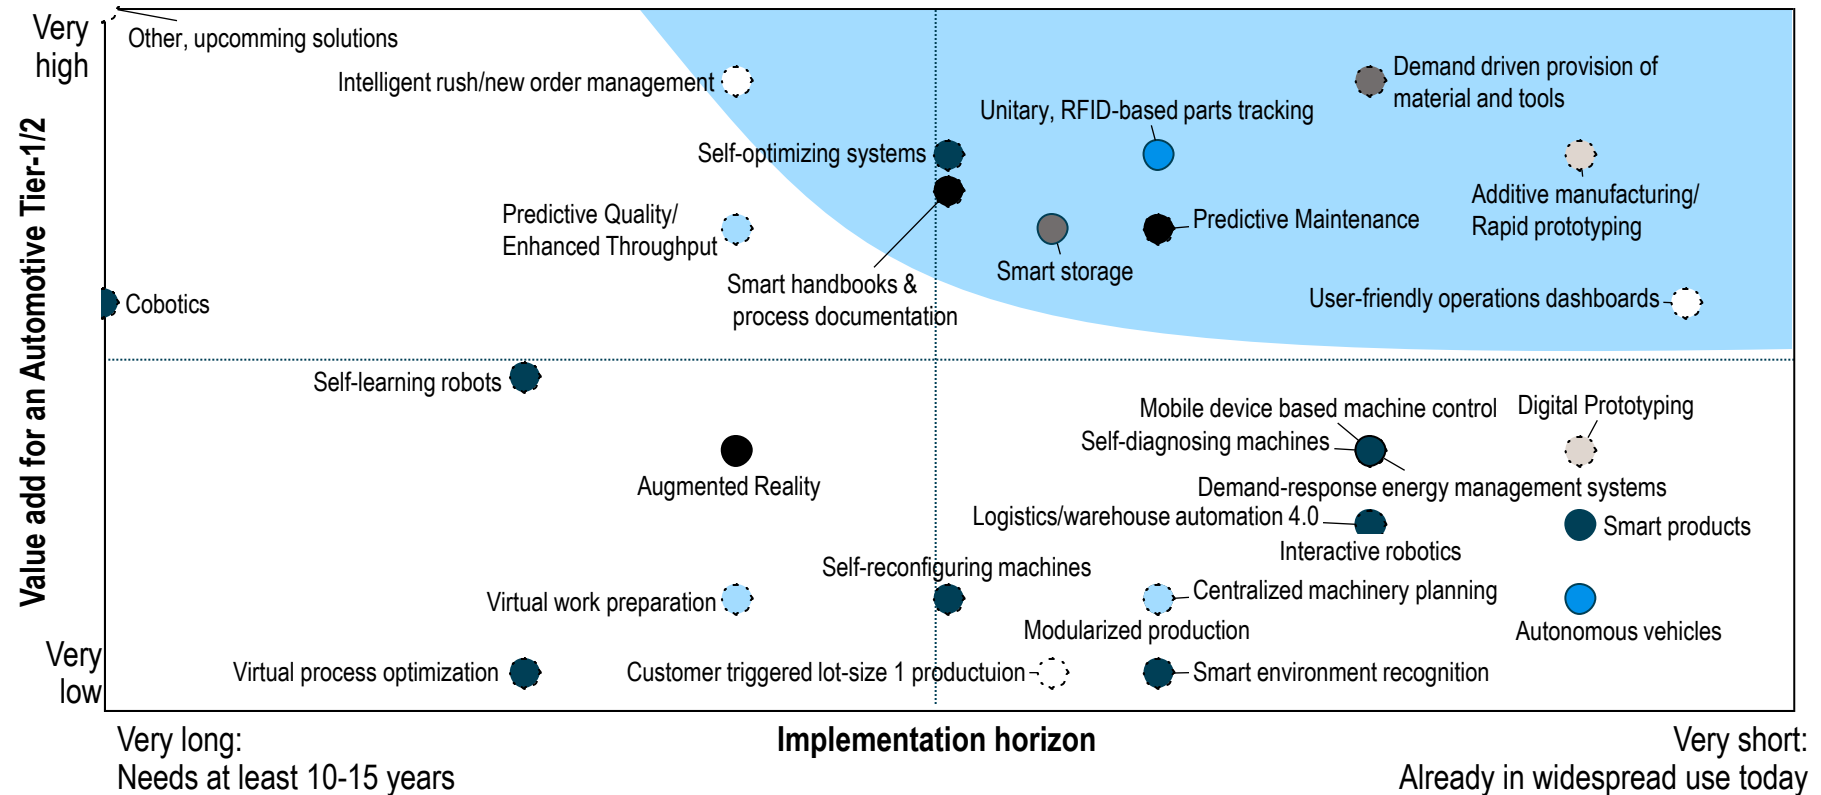 Very
high
Other, upcomming solutions
Intelligent rush/new order management
Demand driven provision of
material and tools
Unitary, RFID-based parts tracking
Self-optimizing systems
Additive manufacturing/
Rapid prototyping
Predictive Quality/
Enhanced Throughput
Predictive Maintenance
Smart storage
Smart handbooks &
process documentation
User-friendly operations dashboards
Cobotics
Value add for an Automotive Tier-1/2
Self-learning robots
Mobile device based machine control
Digital Prototyping
Self-diagnosing machines
Augmented Reality
Demand-response energy management systems
Logistics/warehouse automation 4.0
Smart products
Interactive robotics
Self-reconfiguring machines
Virtual work preparation
Centralized machinery planning
Modularized production
Autonomous vehicles
Very
low
Virtual process optimization
Customer triggered lot-size 1 productuion
Smart environment recognition
Very long:
Needs at least 10-15 years
Implementation horizon
Very short:
Already in widespread use today